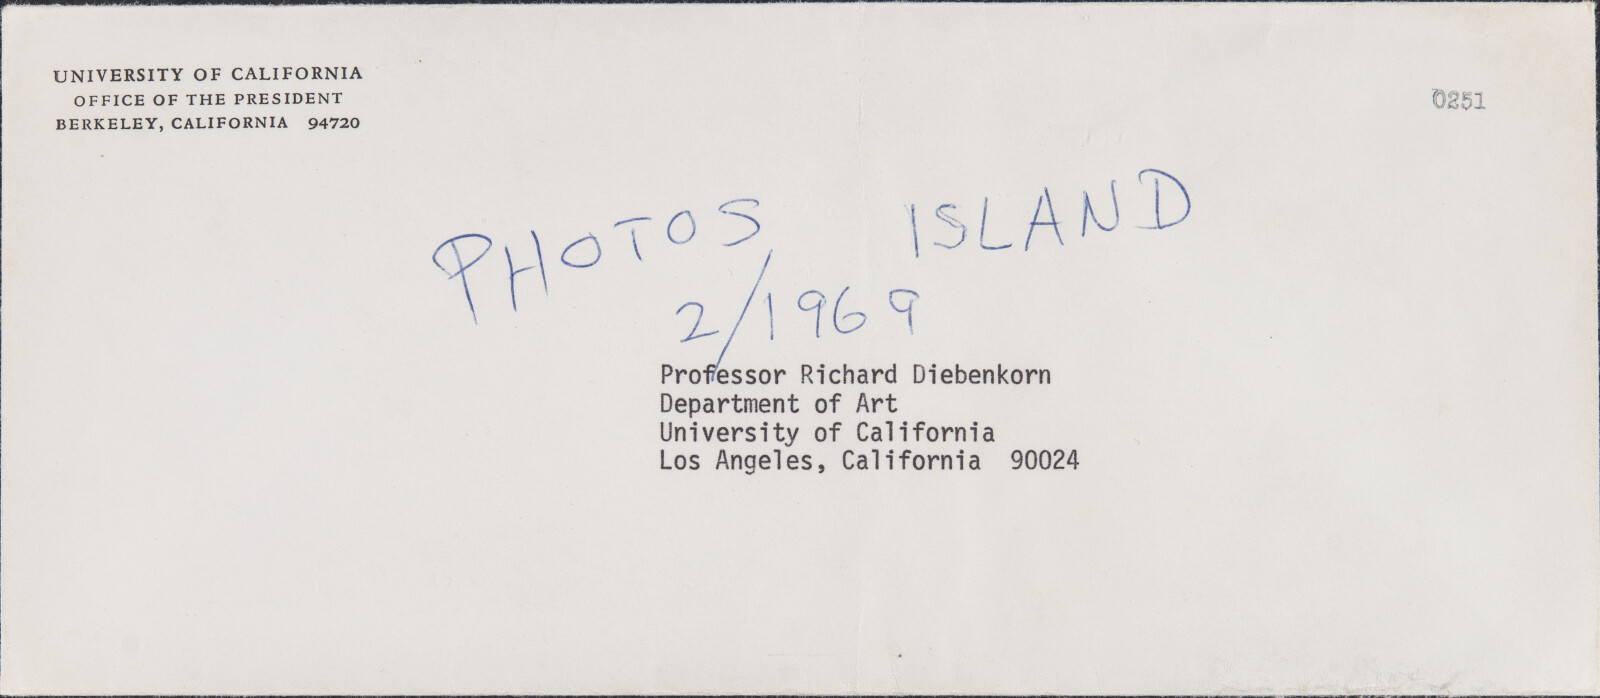 UNIVERSITY OF CALIFORNIA
OFFICE OF THE PRESIDENT
BERKELEY, CALIFORNIA 94720
0251
PHOTOS ISLAND
2/1969
Professor Richard Diebenkorn
Department of Art
University of California
Los Angeles, California 90024